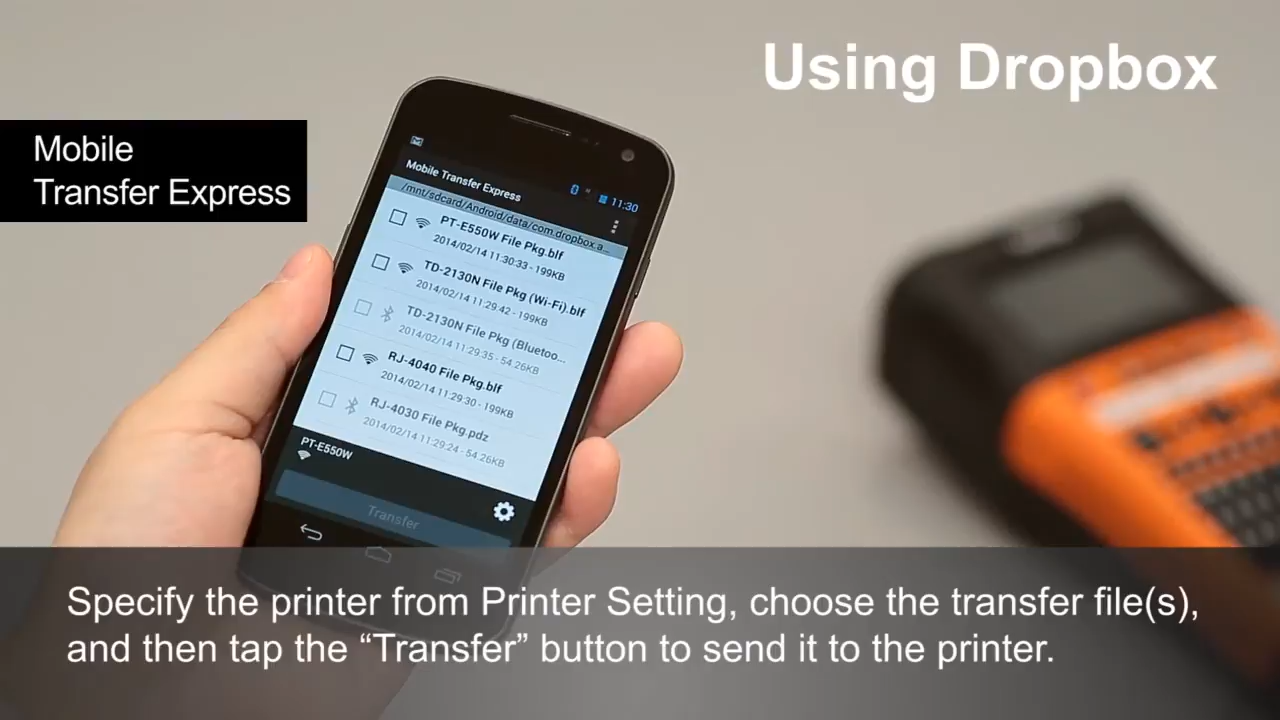 Using Dropbox
Mobile
Transfer Express
11:30
Mobile Transfer Express
/mnt/sdcard/Android/data/com.dropbox.a...
PT-E550W File Pkg.blf
2014/02/14 11:30:33 - 199KB
TD-2130N File Pkg (Wi-Fi).blf
2014/02/14 11:29:42 - 199KB
TD-2130N File Pkg (Bluetoo...
2014/02/14 11:29:35 - 54.26KB
RJ-4040 File Pkg.blf
2014/02/14 11:29:30 - 199KB
RJ-4030 File Pkg.pdz
2014/02/14 11:29:24 - 54.26KB
PT-E550W
Transfer
Specify the printer from Printer Setting, choose the transfer file(s),
and then tap the “Transfer” button to send it to the printer.